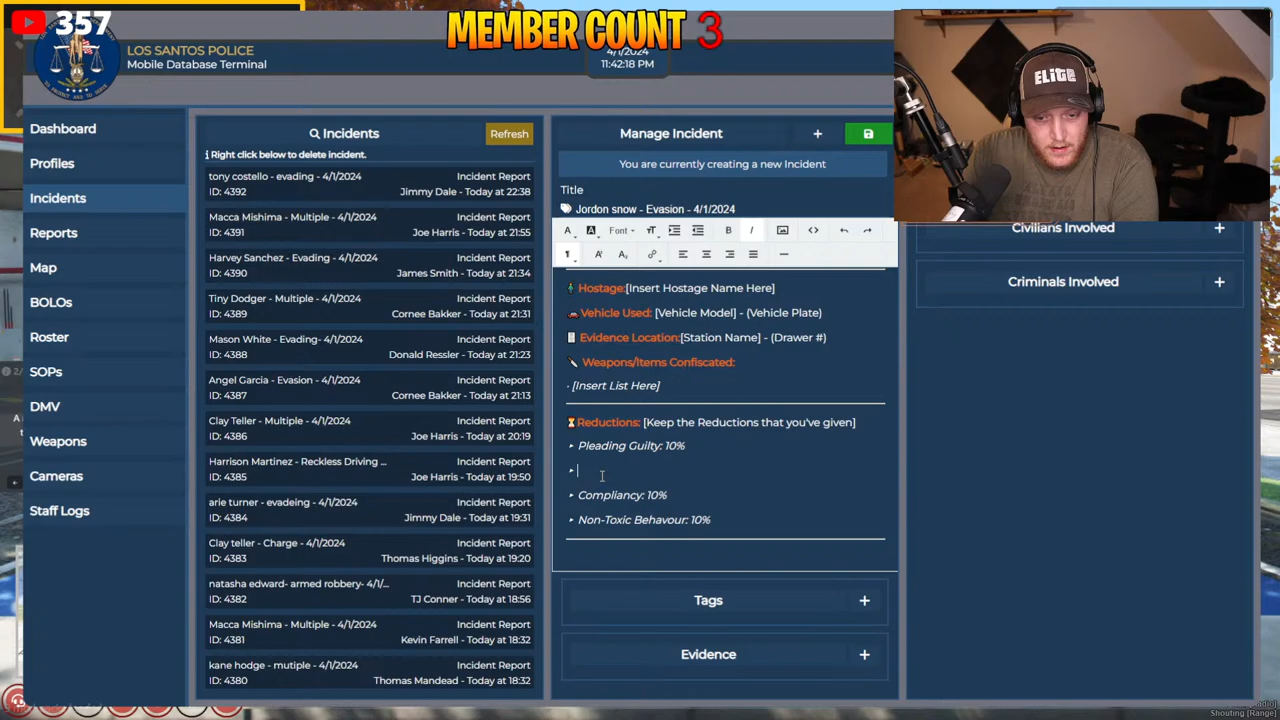 357
MEMBER COUNT 3
LOS SANTOS POLICE
Mobile Database Terminal
4/1/2024
11:42:18 PM
ELITE
Dashboard
Profiles
Incidents
Reports
Map
BOLOs
Roster
SOPs
DMV
Weapons
Cameras
Staff Logs
Incidents
Refresh
Right click below to delete incident.
tony costello - evading - 4/1/2024 Incident Report
ID: 4392 Jimmy Dale - Today at 22:38
Macca Mishima - Multiple - 4/1/2024 Incident Report
ID: 4391 Joe Harris - Today at 21:55
Harvey Sanchez - Evading - 4/1/2024 Incident Report
ID: 4390 James Smith - Today at 21:34
Tiny Dodger - Multiple - 4/1/2024 Incident Report
ID: 4389 Cornee Bakker - Today at 21:31
Mason White - Evading- 4/1/2024 Incident Report
ID: 4388 Donald Ressler - Today at 21:23
Angel Garcia - Evasion - 4/1/2024 Incident Report
ID: 4387 Cornee Bakker - Today at 21:13
Clay Teller - Multiple - 4/1/2024 Incident Report
ID: 4386 Joe Harris - Today at 20:19
Harrison Martinez - Reckless Driving ... Incident Report
ID: 4385 Joe Harris - Today at 19:50
arie turner - evadeing - 4/1/2024 Incident Report
ID: 4384 Jimmy Dale - Today at 19:31
Clay teller - Charge - 4/1/2024 Incident Report
ID: 4383 Thomas Higgins - Today at 19:20
natasha edward- armed robbery- 4/1/... Incident Report
ID: 4382 TJ Conner - Today at 18:56
Macca Mishima - Multiple - 4/1/2024 Incident Report
ID: 4381 Kevin Farrell - Today at 18:32
kane hodge - mutiple - 4/1/2024 Incident Report
ID: 4380 Thomas Mandead - Today at 18:32
Manage Incident +
You are currently creating a new Incident
Title
Jordon snow - Evasion - 4/1/2024
Font
Hostage:[Insert Hostage Name Here]
Vehicle Used: [Vehicle Model] - (Vehicle Plate)
Evidence Location:[Station Name] - (Drawer #)
Weapons/Items Confiscated:
· [Insert List Here]
Reductions: [Keep the Reductions that you've given]
‣ Pleading Guilty: 10%
‣
‣ Compliancy: 10%
‣ Non-Toxic Behaviour: 10%
Tags +
Evidence +
Civilians Involved +
Criminals Involved +
Shouting [Range]